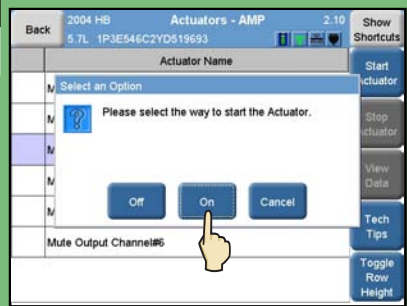 Back
2004 HB Actuators - AMP 2.10
5.7L 1P3E546C2YD519693
Show Shortcuts
Actuator Name
Start Actuator
Select an Option
Please select the way to start the Actuator.
Stop Actuator
View Data
Off On Cancel
Tech Tips
Mute Output Channel#6
Toggle Row Height